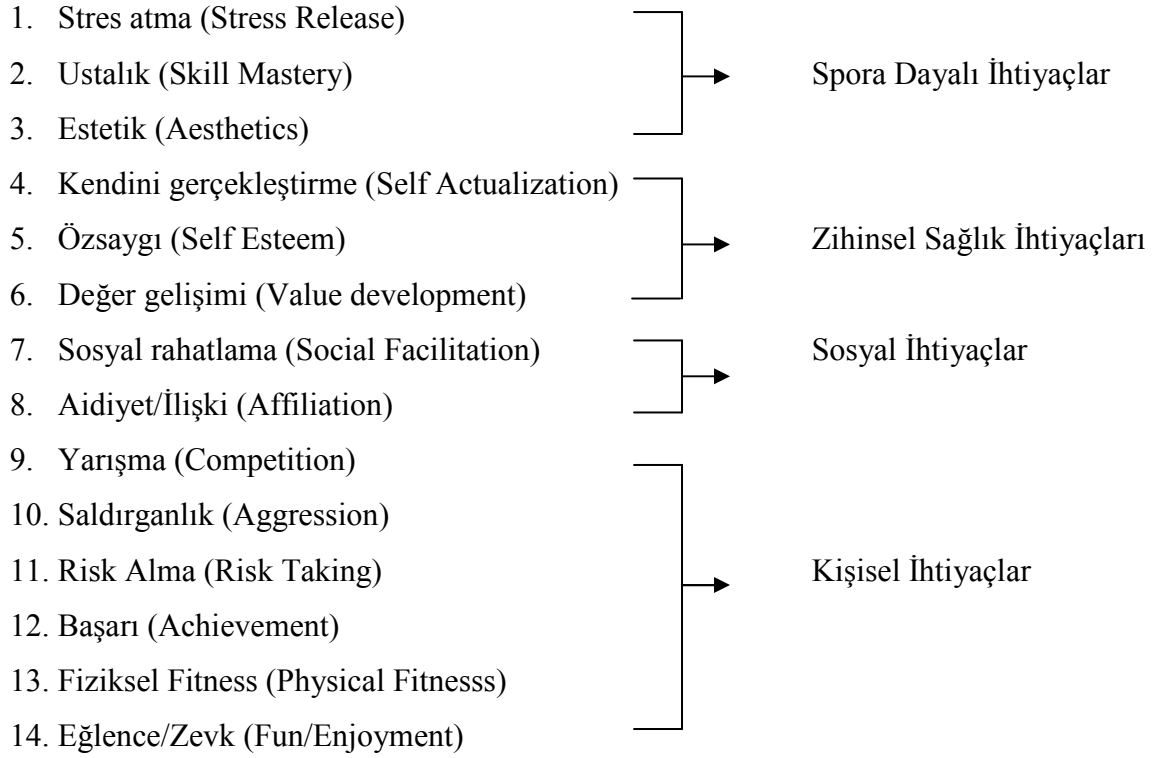 1. Stres atma (Stress Release)
2. Ustalık (Skill Mastery) Spora Dayalı İhtiyaçlar
3. Estetik (Aesthetics)
4. Kendini gerçekleştirme (Self Actualization)
5. Özsaygı (Self Esteem) Zihinsel Sağlık İhtiyaçları
6. Değer gelişimi (Value development)
7. Sosyal rahatlama (Social Facilitation) Sosyal İhtiyaçlar
8. Aidiyet/İlişki (Affiliation)
9. Yarışma (Competition)
10. Saldırganlık (Aggression)
11. Risk Alma (Risk Taking) Kişisel İhtiyaçlar
12. Başarı (Achievement)
13. Fiziksel Fitness (Physical Fitnesss)
14. Eğlence/Zevk (Fun/Enjoyment)